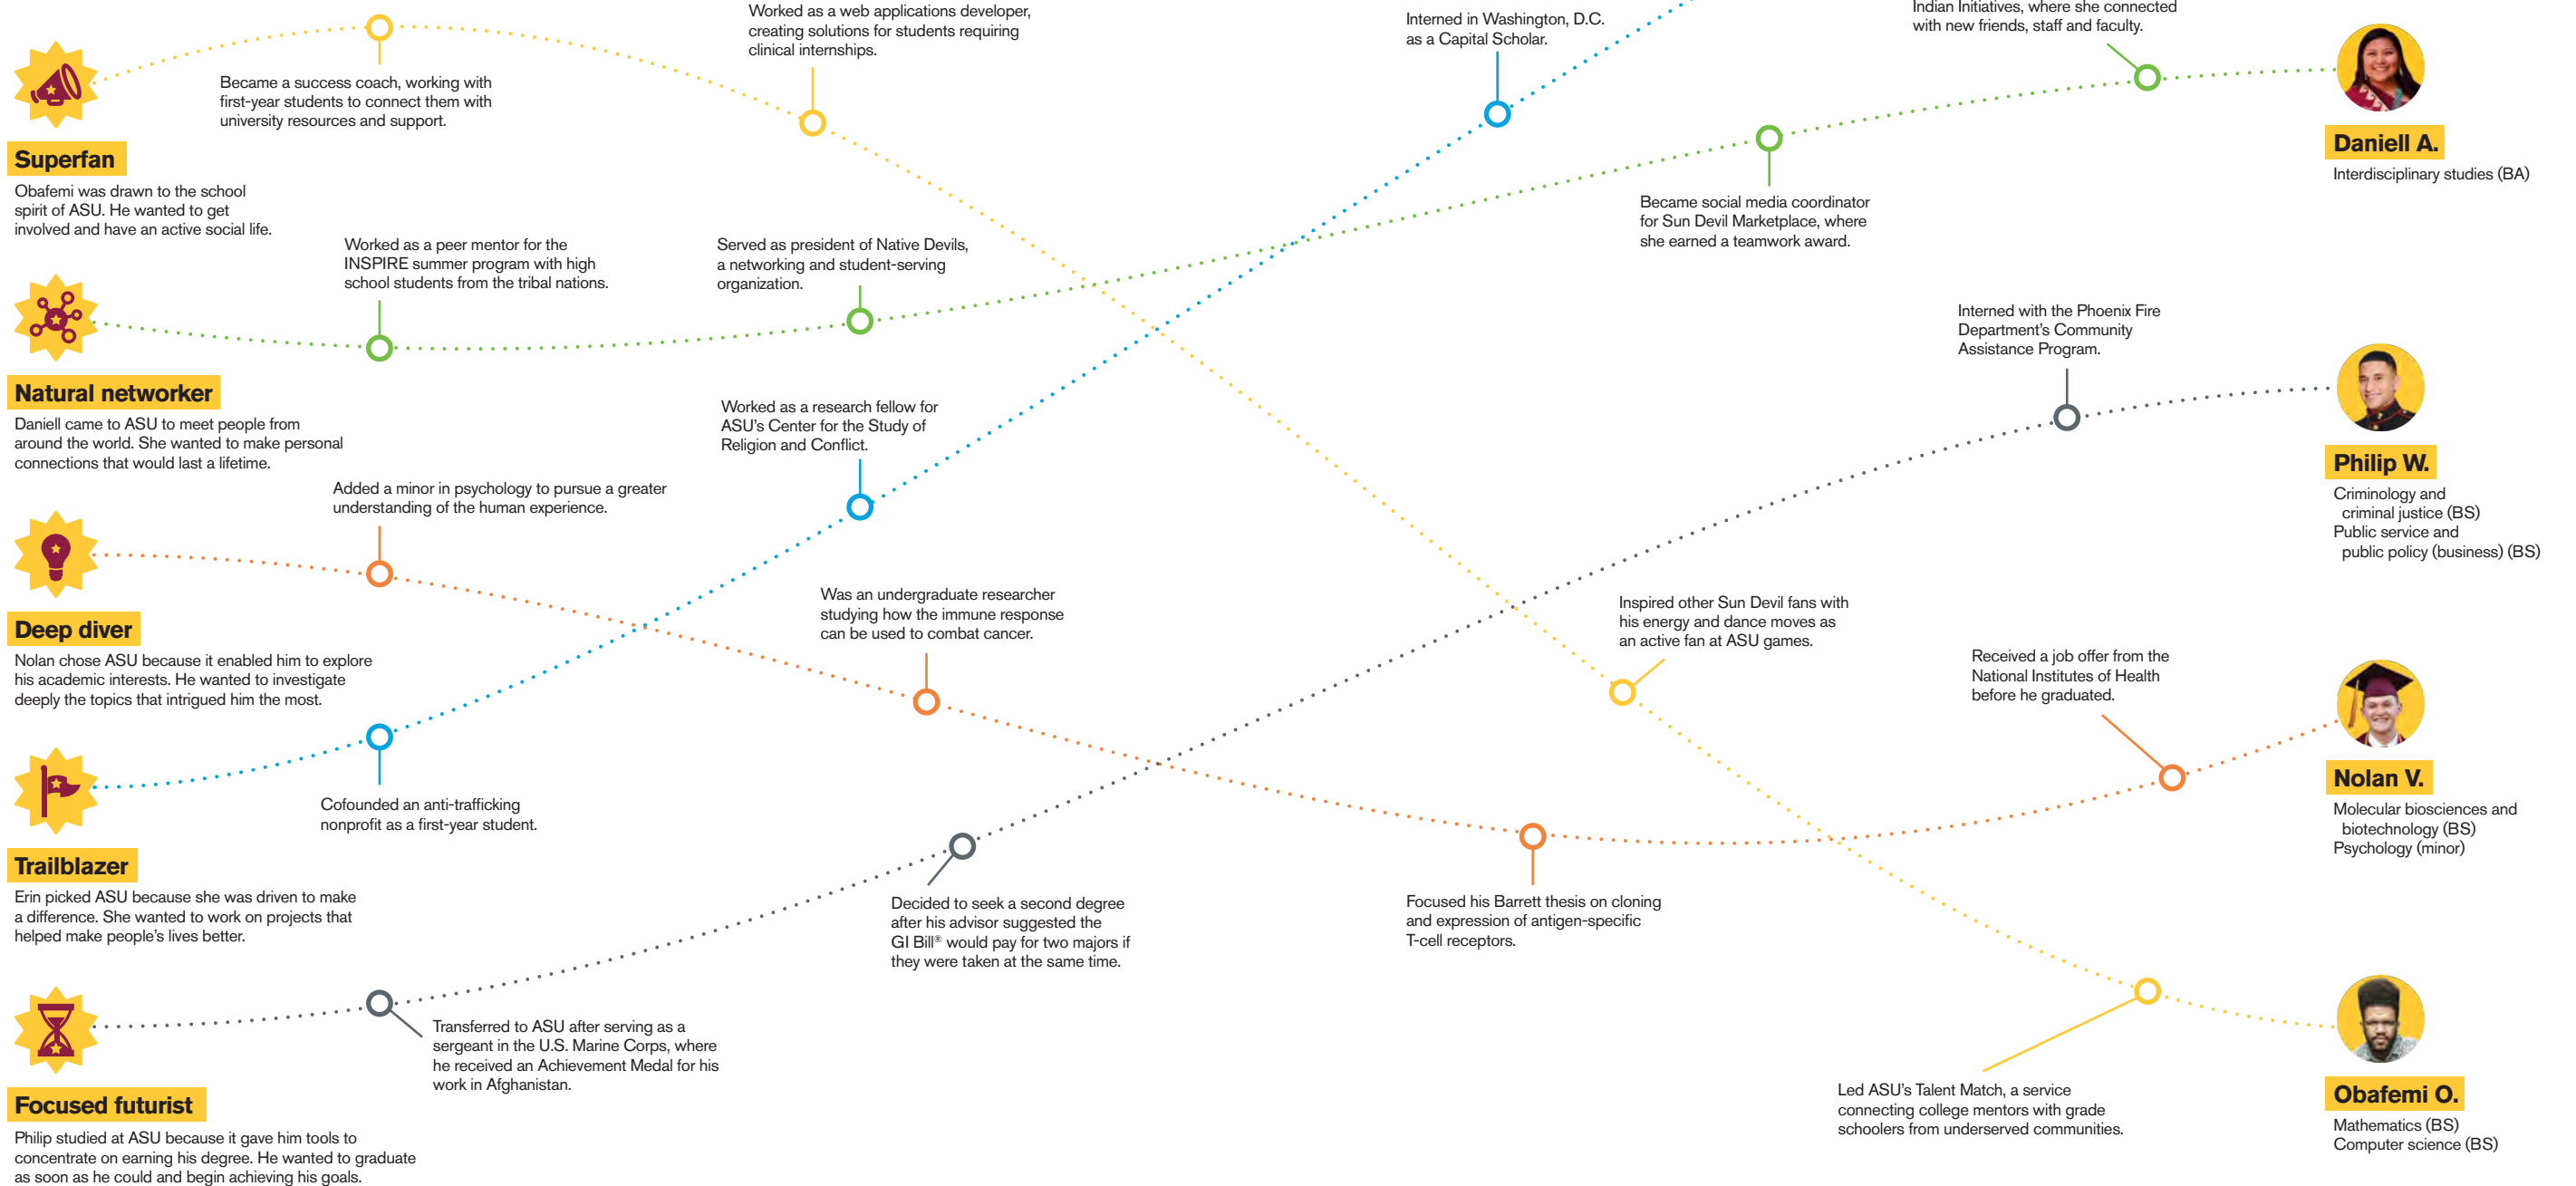 Superfan
Obafemi was drawn to the school
spirit of ASU. He wanted to get
involved and have an active social life.
Became a success coach, working with
first-year students to connect them with
university resources and support.
Worked as a web applications developer,
creating solutions for students requiring
clinical internships.
Interned in Washington, D.C.
as a Capital Scholar.
Indian Initiatives, where she connected
with new friends, staff and faculty.
Daniell A.
Interdisciplinary studies (BA)
Natural networker
Daniell came to ASU to meet people from
around the world. She wanted to make personal
connections that would last a lifetime.
Worked as a peer mentor for the
INSPIRE summer program with high
school students from the tribal nations.
Served as president of Native Devils,
a networking and student-serving
organization.
Became social media coordinator
for Sun Devil Marketplace, where
she earned a teamwork award.
Interned with the Phoenix Fire
Department's Community
Assistance Program.
Philip W.
Criminology and
criminal justice (BS)
Public service and
public policy (business) (BS)
Deep diver
Nolan chose ASU because it enabled him to explore
his academic interests. He wanted to investigate
deeply the topics that intrigued him the most.
Added a minor in psychology to pursue a greater
understanding of the human experience.
Worked as a research fellow for
ASU's Center for the Study of
Religion and Conflict.
Was an undergraduate researcher
studying how the immune response
can be used to combat cancer.
Inspired other Sun Devil fans with
his energy and dance moves as
an active fan at ASU games.
Received a job offer from the
National Institutes of Health
before he graduated.
Nolan V.
Molecular biosciences and
biotechnology (BS)
Psychology (minor)
Trailblazer
Erin picked ASU because she was driven to make
a difference. She wanted to work on projects that
helped make people's lives better.
Cofounded an anti-trafficking
nonprofit as a first-year student.
Decided to seek a second degree
after his advisor suggested the
GI Bill® would pay for two majors if
they were taken at the same time.
Focused his Barrett thesis on cloning
and expression of antigen-specific
T-cell receptors.
Focused futurist
Philip studied at ASU because it gave him tools to
concentrate on earning his degree. He wanted to graduate
as soon as he could and begin achieving his goals.
Transferred to ASU after serving as a
sergeant in the U.S. Marine Corps, where
he received an Achievement Medal for his
work in Afghanistan.
Led ASU's Talent Match, a service
connecting college mentors with grade
schoolers from underserved communities.
Obafemi O.
Mathematics (BS)
Computer science (BS)